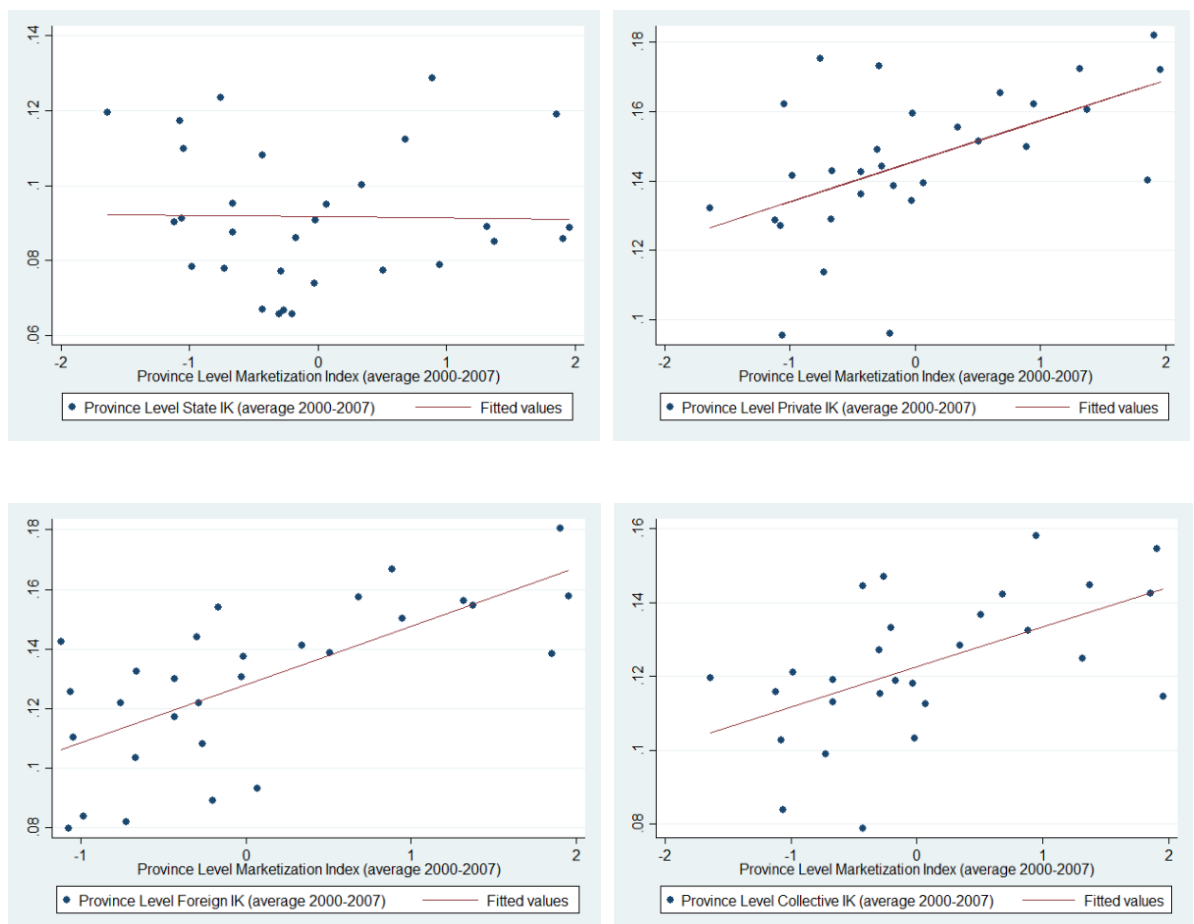 .14
.12
.1
.08
.06
-2 -1 0 1 2
Province Level Marketization Index (average 2000-2007)
Province Level State IK (average 2000-2007) Fitted values
.18
.16
.14
.12
.1
-2 -1 0 1 2
Province Level Marketization Index (average 2000-2007)
Province Level Private IK (average 2000-2007) Fitted values
.18
.16
.14
.12
.1
.08
-1 0 1 2
Province Level Marketization Index (average 2000-2007)
Province Level Foreign IK (average 2000-2007) Fitted values
.16
.14
.12
.1
.08
-2 -1 0 1 2
Province Level Marketization Index (average 2000-2007)
Province Level Collective IK (average 2000-2007) Fitted values